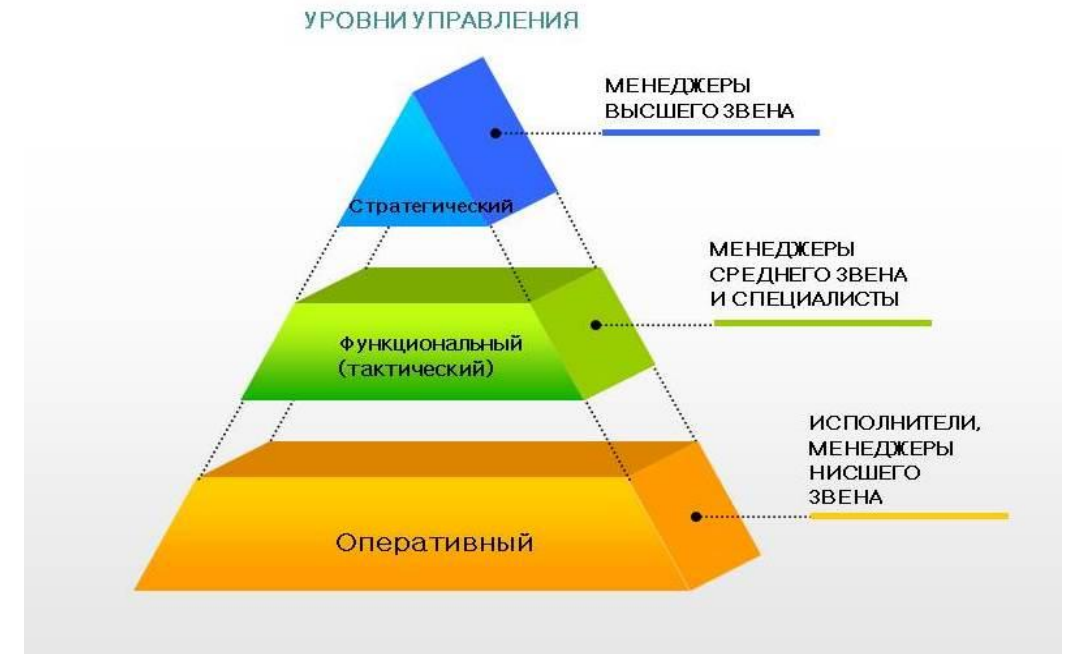 УРОВНИ УПРАВЛЕНИЯ
МЕНЕДЖЕРЫ
ВЫСШЕГО ЗВЕНА
Стратегический
МЕНЕДЖЕРЫ
СРЕДНЕГО ЗВЕНА
И СПЕЦИАЛИСТЫ
Функциональный
(тактический)
ИСПОЛНИТЕЛИ,
МЕНЕДЖЕРЫ
НИСШЕГО
ЗВЕНА
Оперативный